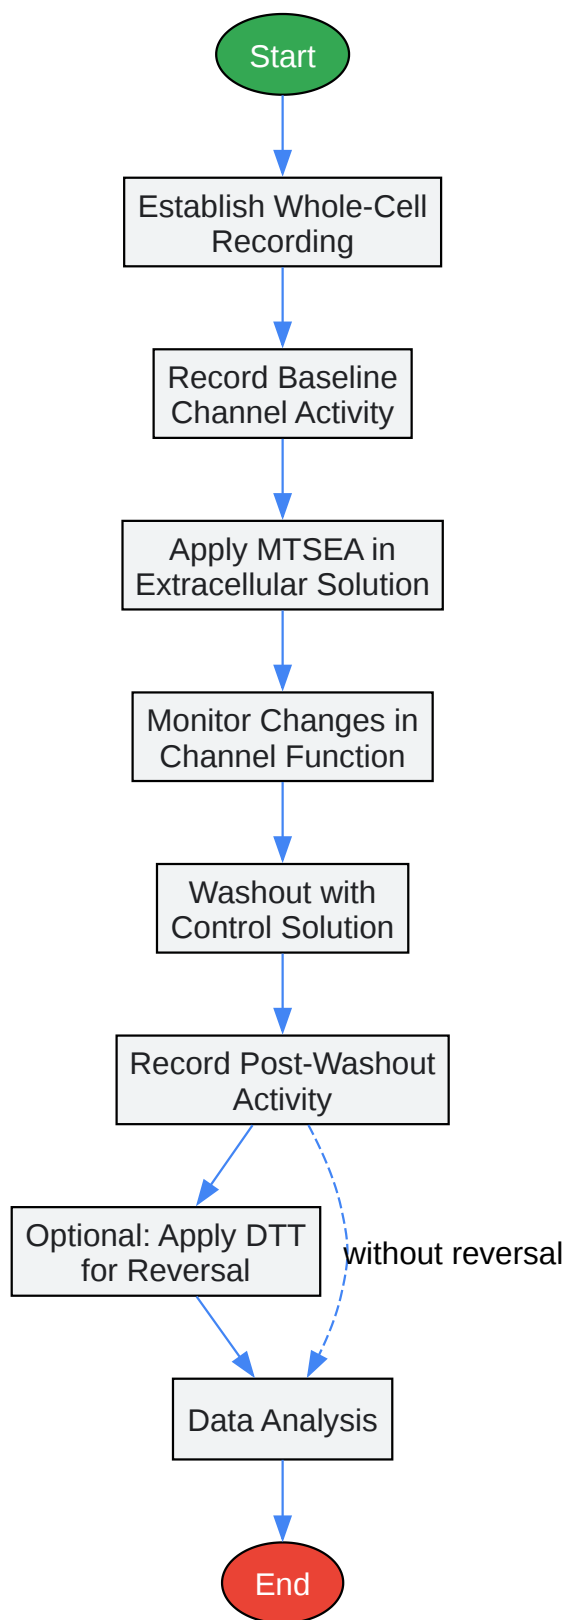 Start
Establish Whole-Cell
Recording
Record Baseline
Channel Activity
Apply MTSEA in
Extracellular Solution
Monitor Changes in
Channel Function
Washout with
Control Solution
Record Post-Washout
Activity
Optional: Apply DTT
for Reversal
without reversal
Data Analysis
End